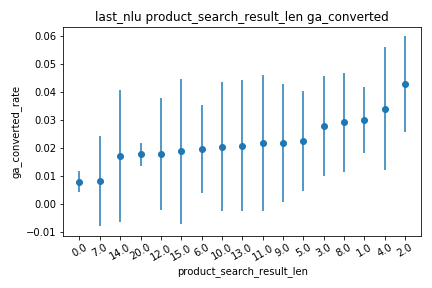 last_nlu product_search_result_len ga_converted
0.06
0.05
0.04
0.03
0.02
0.01
0.00
−0.01
ga_converted_rate
0.0 7.0 14.0 20.0 12.0 15.0 6.0 10.0 13.0 11.0 9.0 5.0 3.0 8.0 1.0 4.0 2.0
product_search_result_len